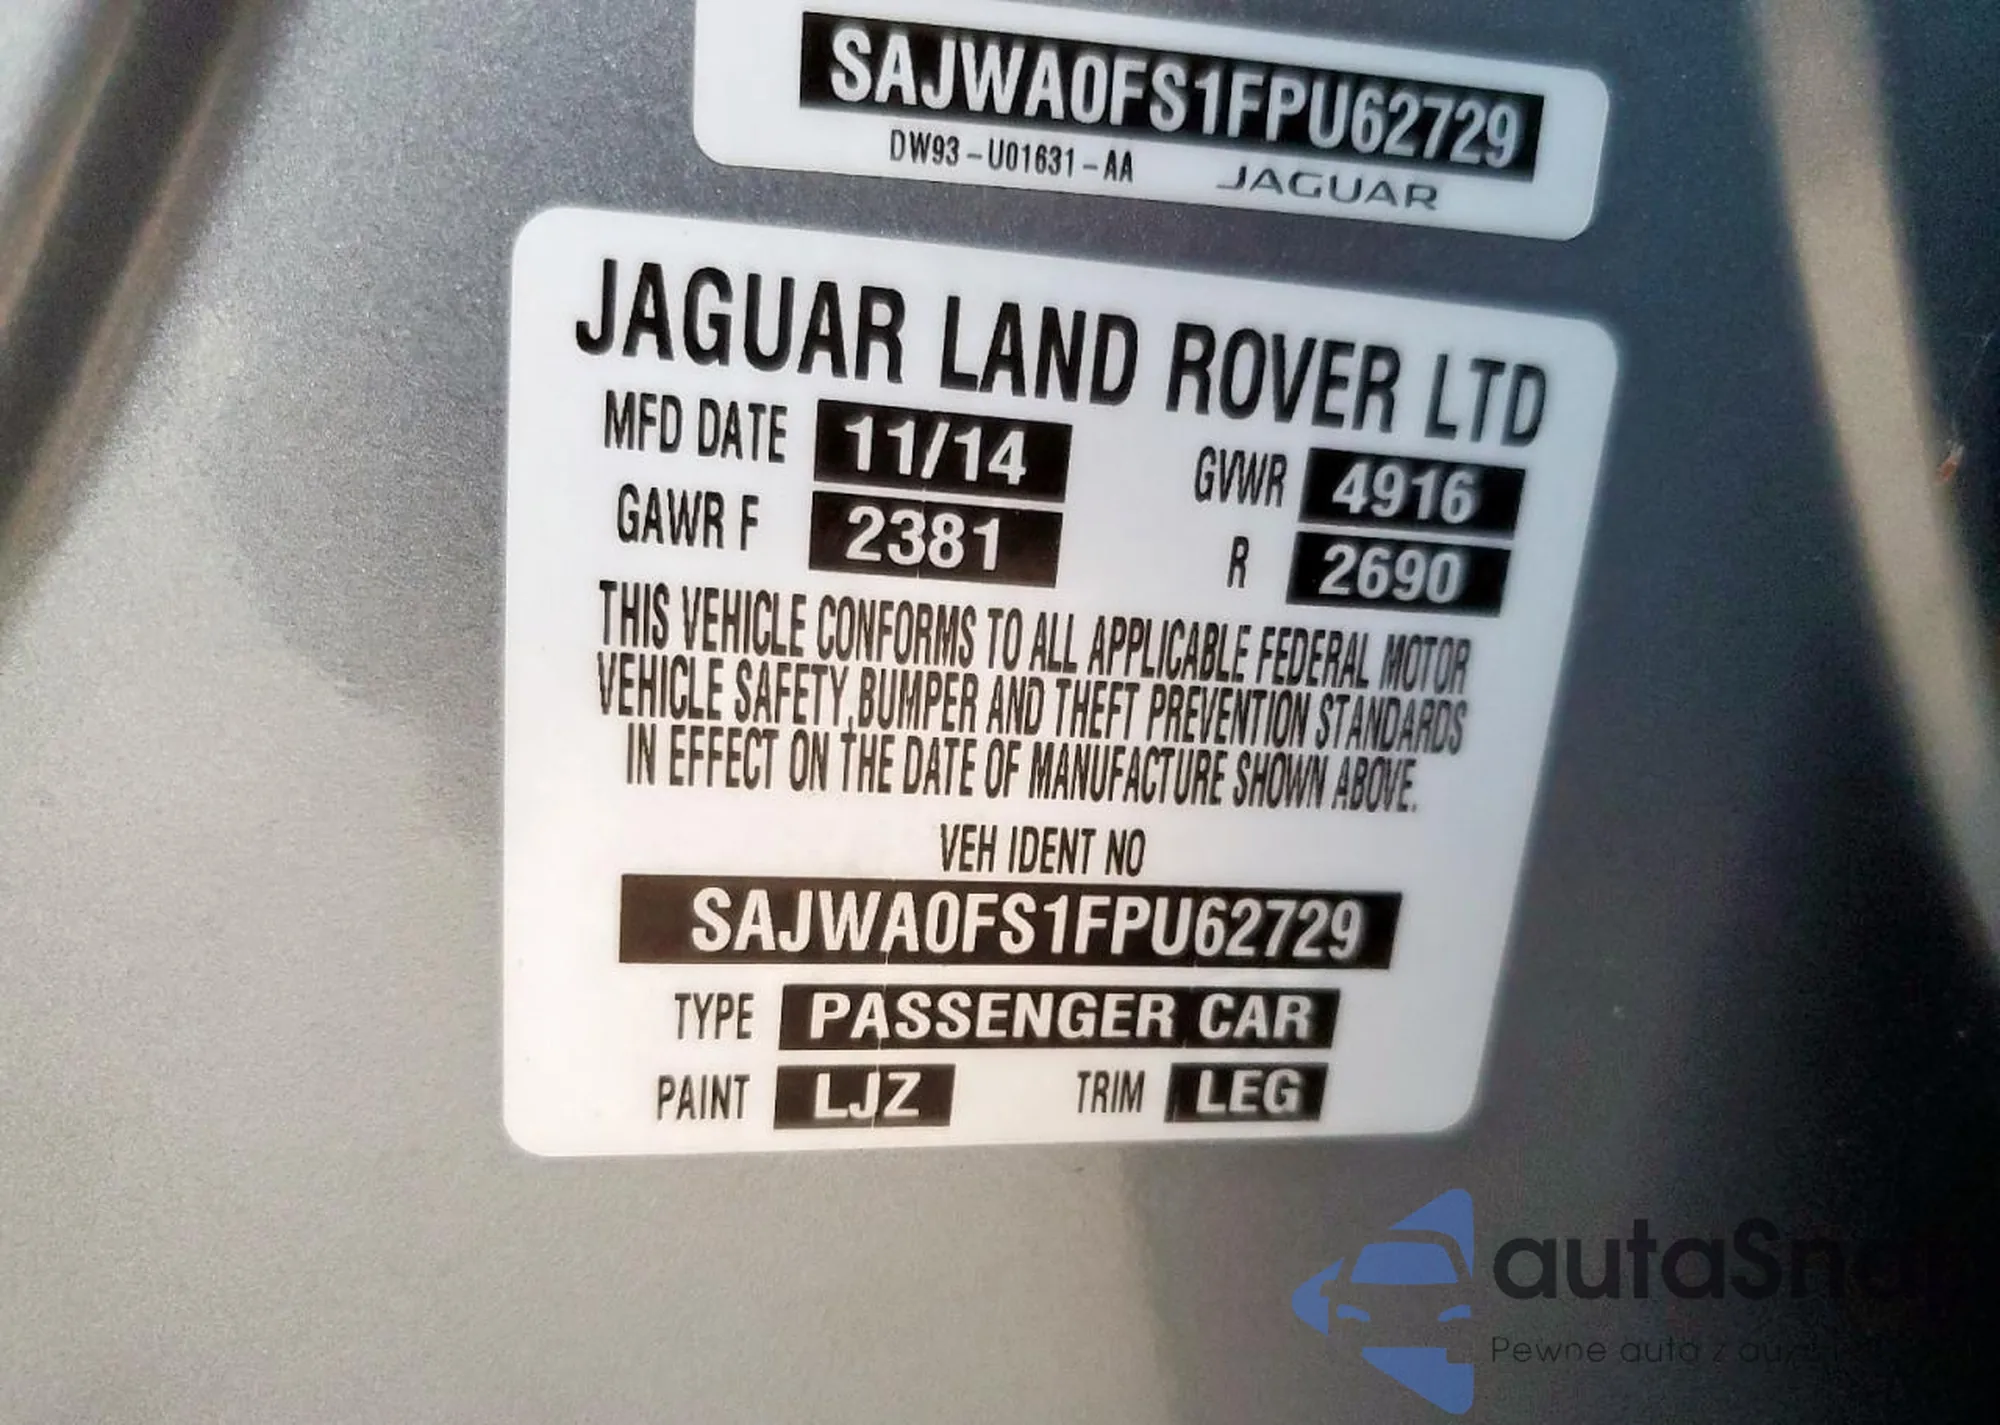 SAJWA0FS1FPU62729
DW93-U01631-AA JAGUAR
JAGUAR LAND ROVER LTD
MFD DATE 11/14 GVWR 4916
GAWR F 2381 R 2690
THIS VEHICLE CONFORMS TO ALL APPLICABLE FEDERAL MOTOR
VEHICLE SAFETY, BUMPER AND THEFT PREVENTION STANDARDS
IN EFFECT ON THE DATE OF MANUFACTURE SHOWN ABOVE.
VEH IDENT NO
SAJWA0FS1FPU62729
TYPE PASSENGER CAR
PAINT LJZ TRIM LEG
Pewne auto z